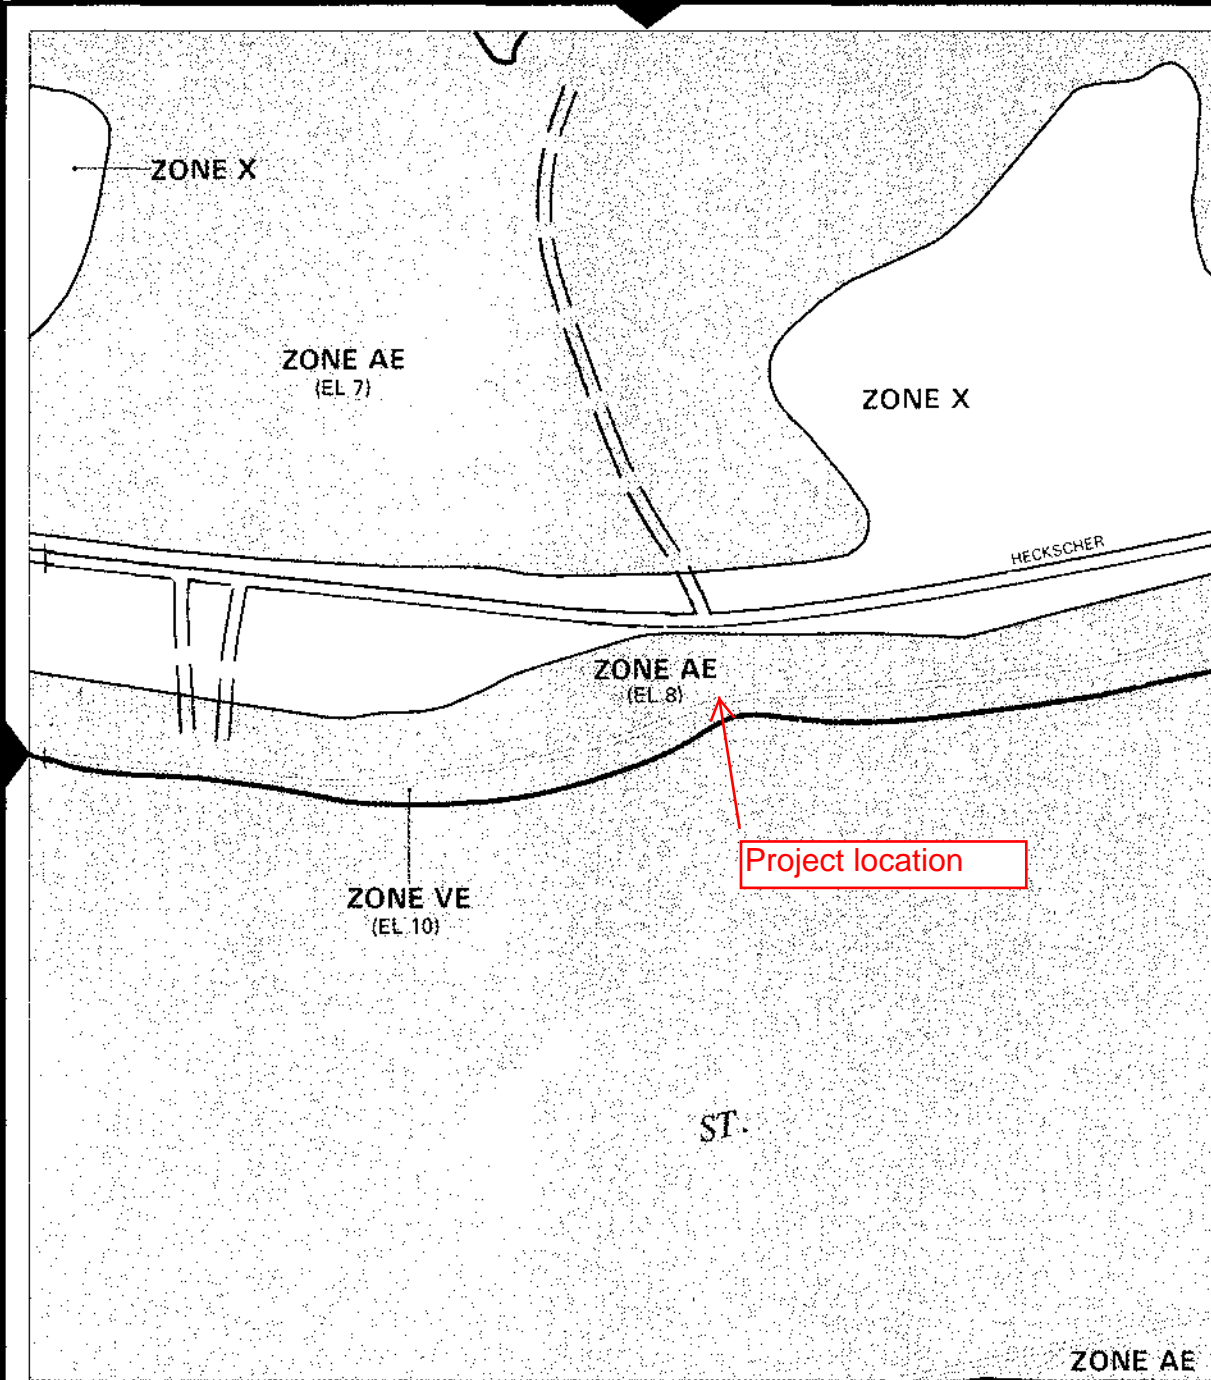 ZONE X
ZONE AE
(EL 7)
ZONE X
HECKSCHER
ZONE AE
(EL 8)
Project location
ZONE VE
(EL 10)
ST.
ZONE AE